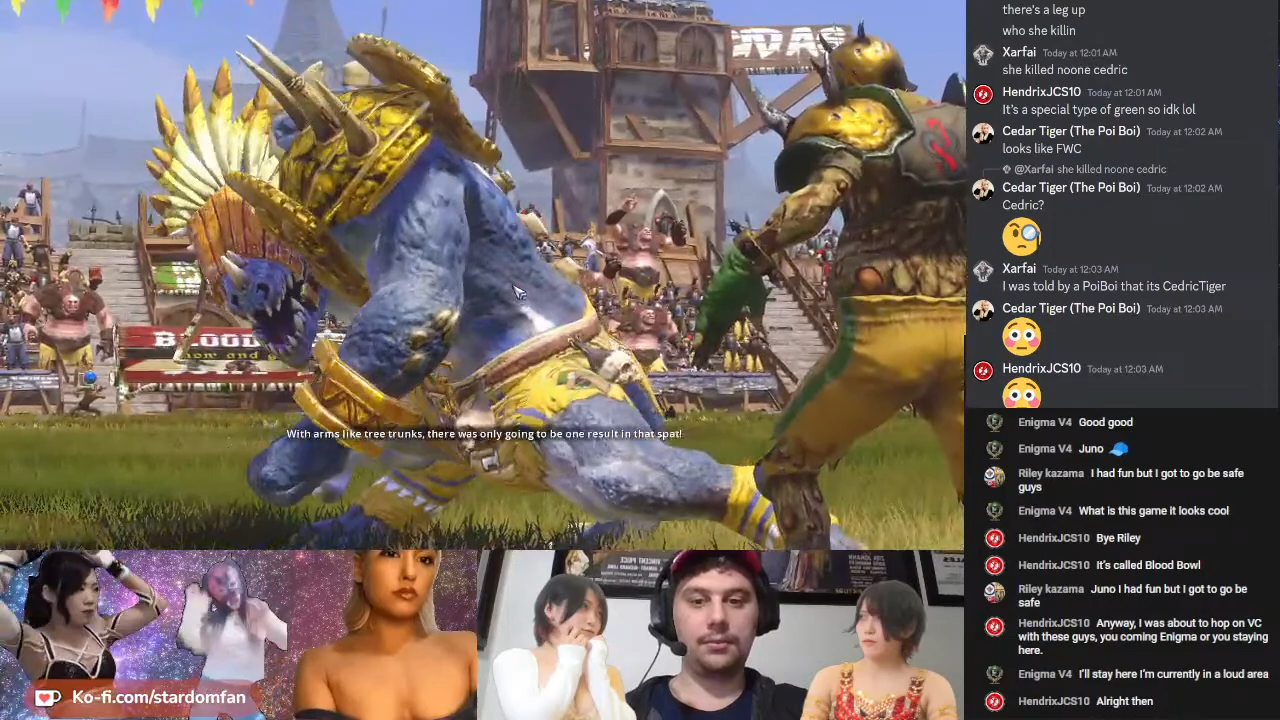 there's a leg up
who she killin
Xarfai Today at 12:01 AM
she killed noone cedric
HendrixJCS10 Today at 12:01 AM
It's a special type of green so idk lol
Cedar Tiger (The Poi Boi) Today at 12:02 AM
looks like FWC
@Xarfai she killed noone cedric
Cedar Tiger (The Poi Boi) Today at 12:02 AM
Cedric?
Xarfai Today at 12:03 AM
I was told by a PoiBoi that its CedricTiger
Cedar Tiger (The Poi Boi) Today at 12:03 AM
HendrixJCS10 Today at 12:03 AM
BLOOD
With arms like tree trunks, there was only going to be one result in that spat!
Enigma V4 Good good
Enigma V4 Juno
Riley kazama I had fun but I got to go be safe
guys
Enigma V4 What is this game it looks cool
HendrixJCS10 Bye Riley
HendrixJCS10 It's called Blood Bowl
Riley kazama Juno I had fun but I got to go be
safe
HendrixJCS10 Anyway, I was about to hop on VC
with these guys, you coming Enigma or you staying
here.
Enigma V4 I'll stay here I'm currently in a loud area
HendrixJCS10 Alright then
Ko-fi.com/stardomfan